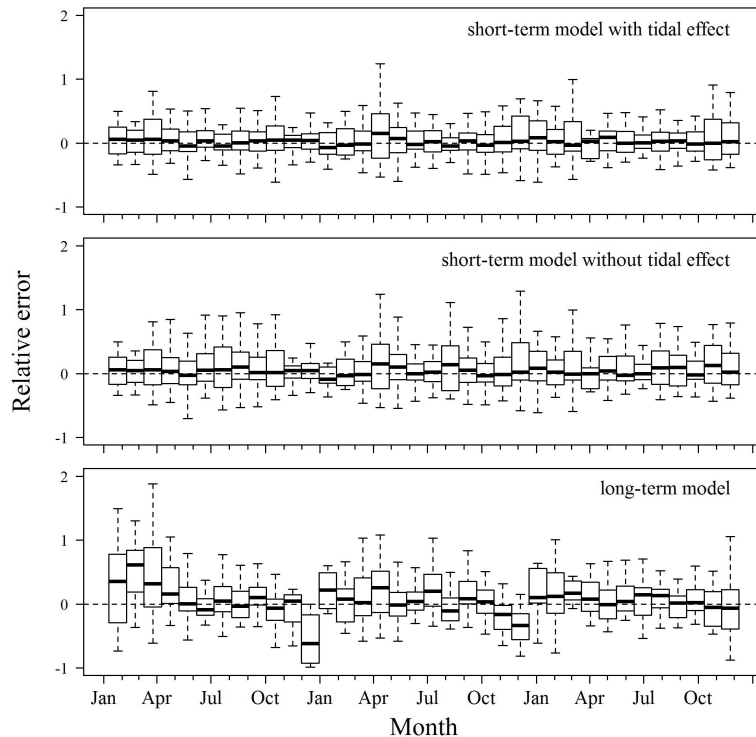 2
short-term model with tidal effect
1
0
-1
2
short-term model without tidal effect
1
0
-1
Relative error
2
long-term model
1
0
-1
Jan Apr Jul Oct Jan Apr Jul Oct Jan Apr Jul Oct
Month